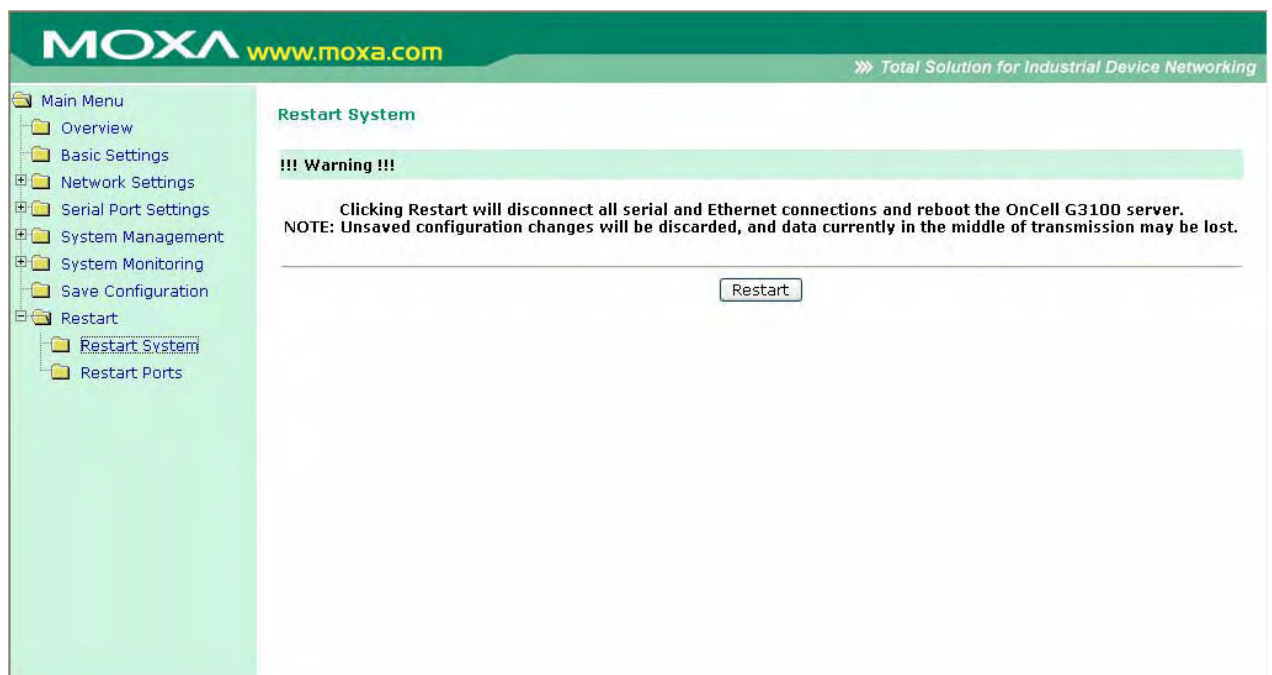 MOXA www.moxa.com
Total Solution for Industrial Device Networking
Main Menu
Overview
Basic Settings
Network Settings
Serial Port Settings
System Management
System Monitoring
Save Configuration
Restart
Restart System
Restart Ports
Restart System
!!! Warning !!!
Clicking Restart will disconnect all serial and Ethernet connections and reboot the OnCell G3100 server.
NOTE: Unsaved configuration changes will be discarded, and data currently in the middle of transmission may be lost.
Restart